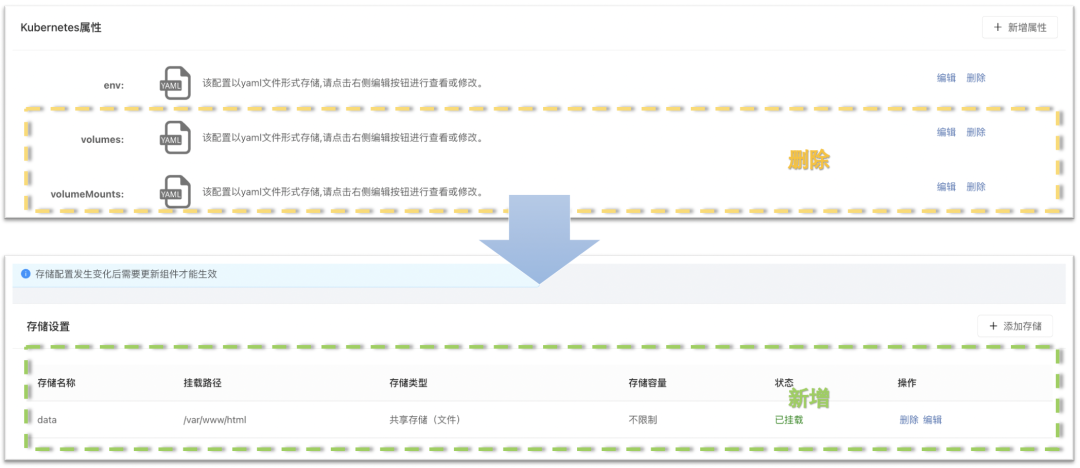 Kubernetes属性
+ 新增属性
env: YAML 该配置以yaml文件形式存储,请点击右侧编辑按钮进行查看或修改。 编辑 删除
volumes: YAML 该配置以yaml文件形式存储,请点击右侧编辑按钮进行查看或修改。 编辑 删除
删除
volumeMounts: YAML 该配置以yaml文件形式存储,请点击右侧编辑按钮进行查看或修改。 编辑 删除
存储配置发生变化后需要更新组件才能生效
存储设置
+ 添加存储
存储名称 挂载路径 存储类型 存储容量 状态 操作
新增
data /var/www/html 共享存储（文件） 不限制 已挂载 删除 编辑